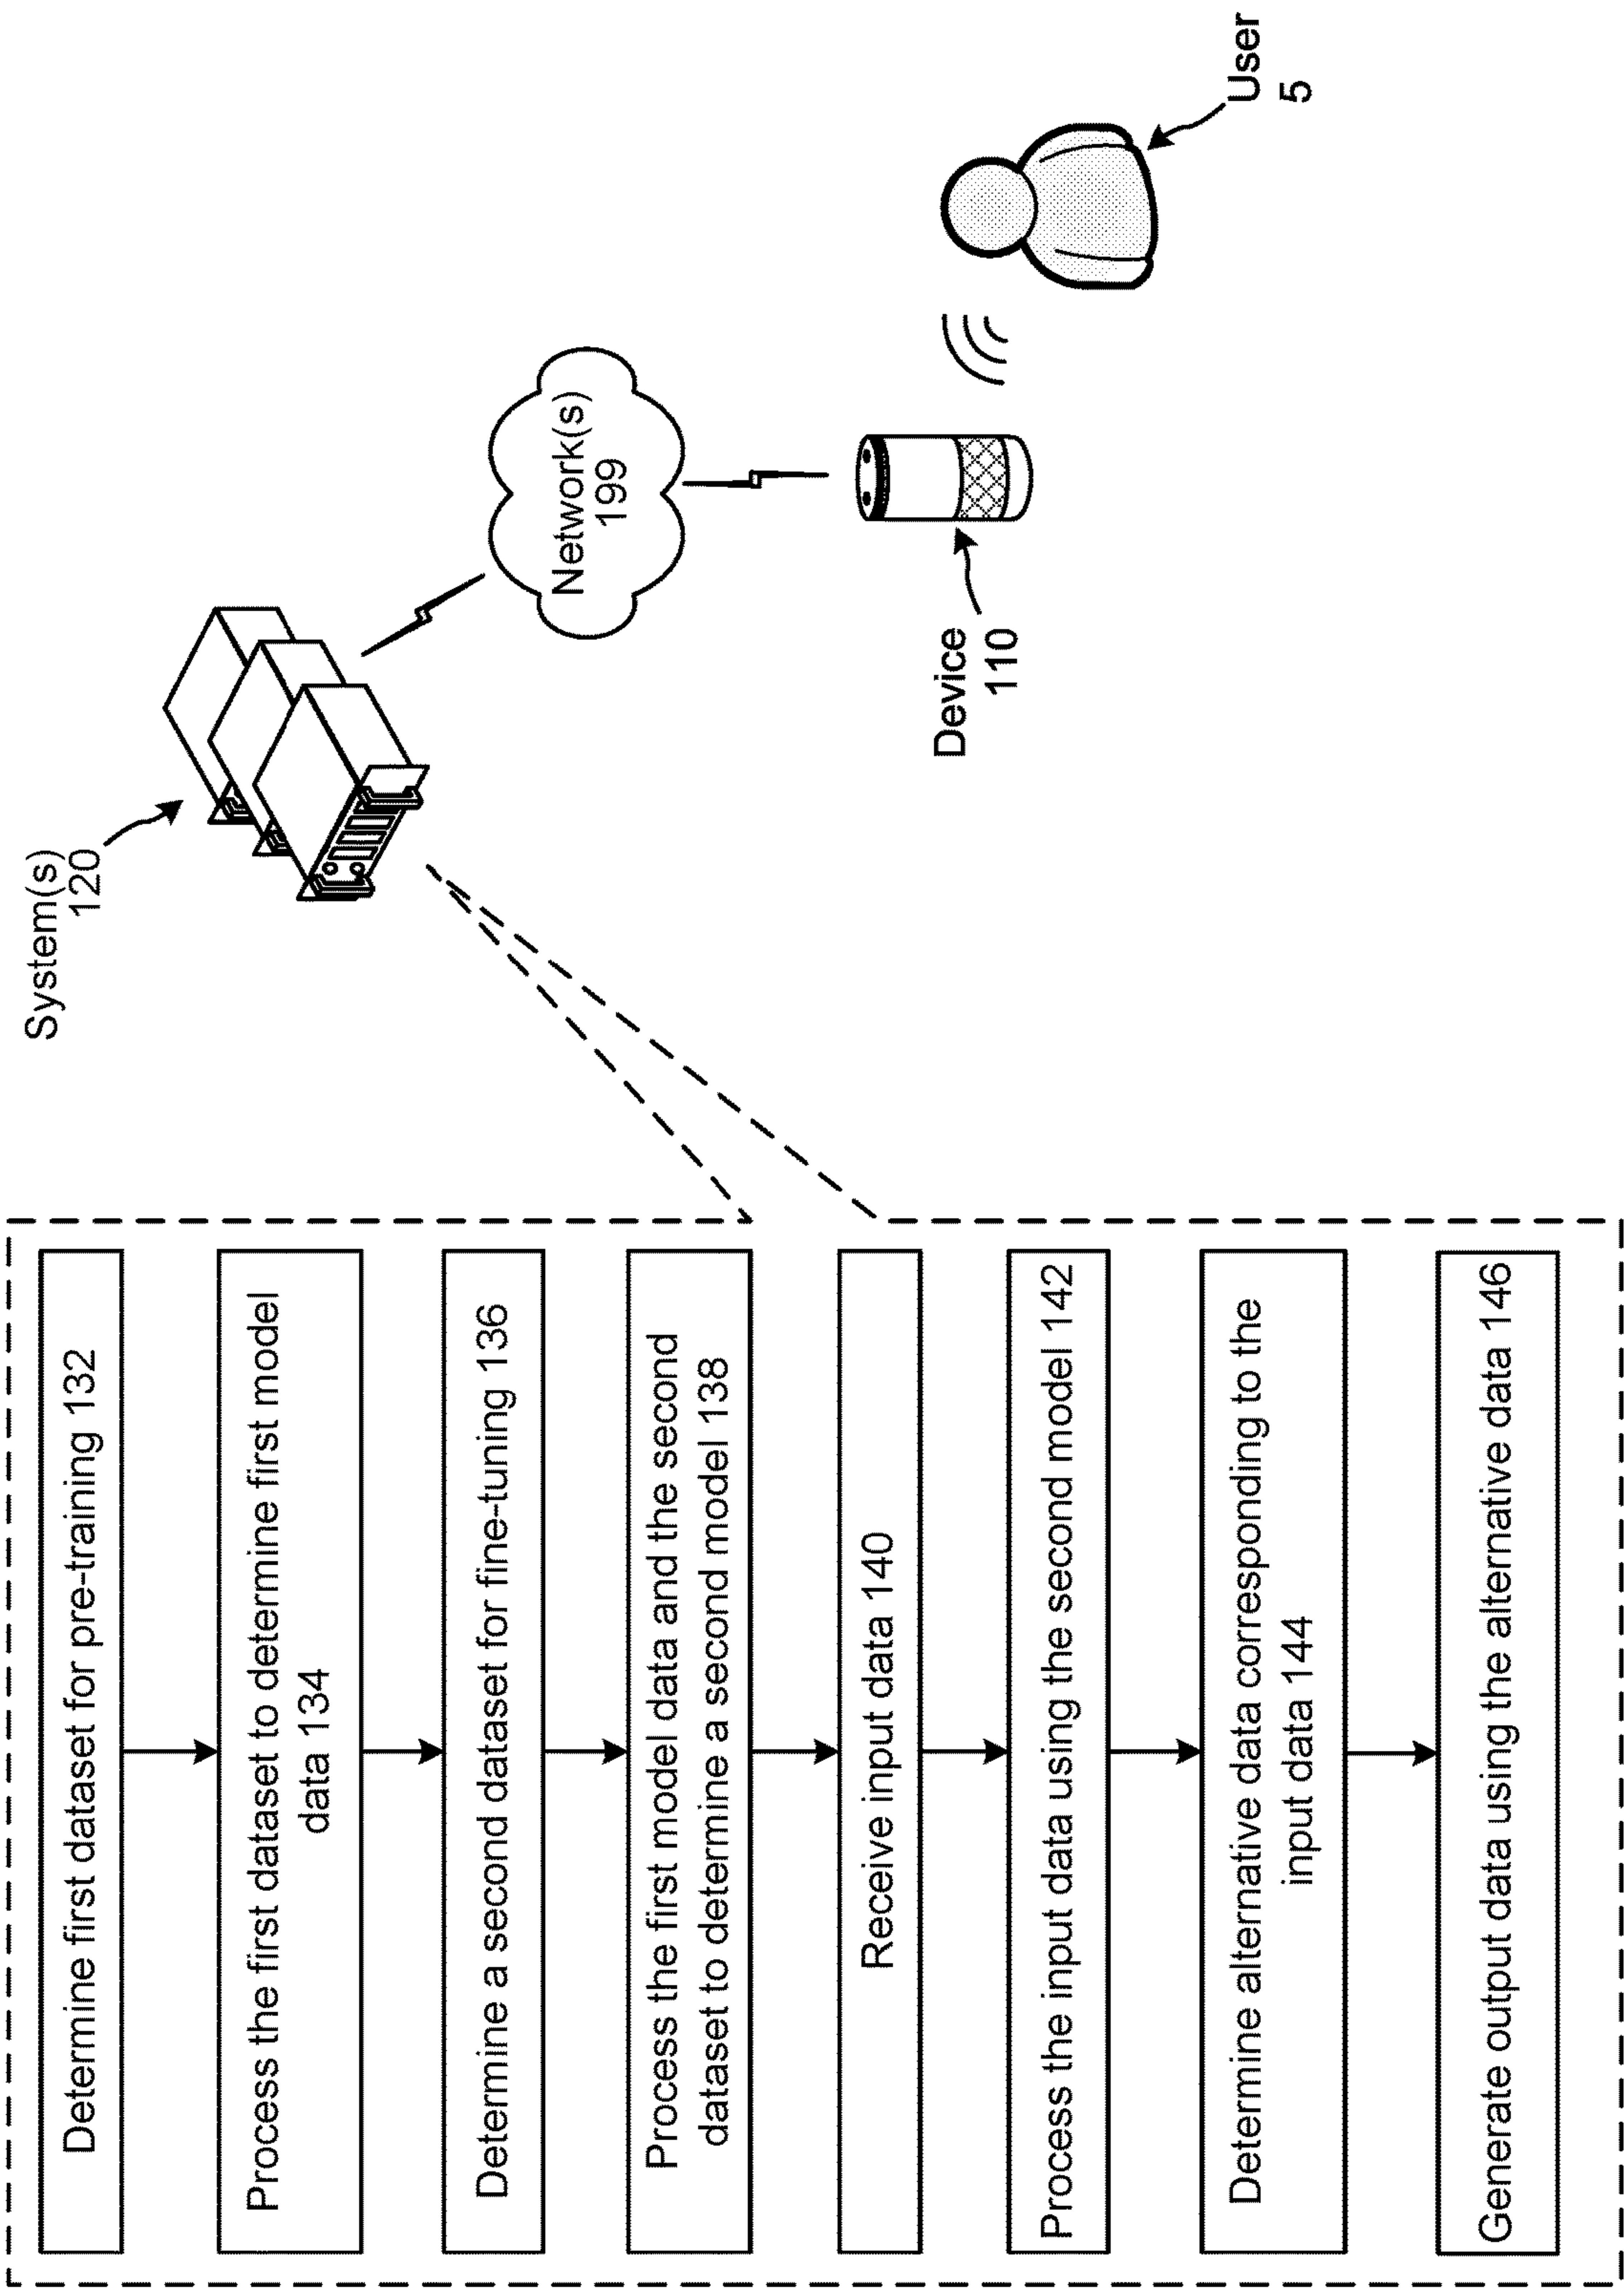 System(s)
120
Network(s)
199
Device
110
User
5
Determine first dataset for pre-training 132
Process the first dataset to determine first model
data 134
Determine a second dataset for fine-tuning 136
Process the first model data and the second
dataset to determine a second model 138
Receive input data 140
Process the input data using the second model 142
Determine alternative data corresponding to the
input data 144
Generate output data using the alternative data 146